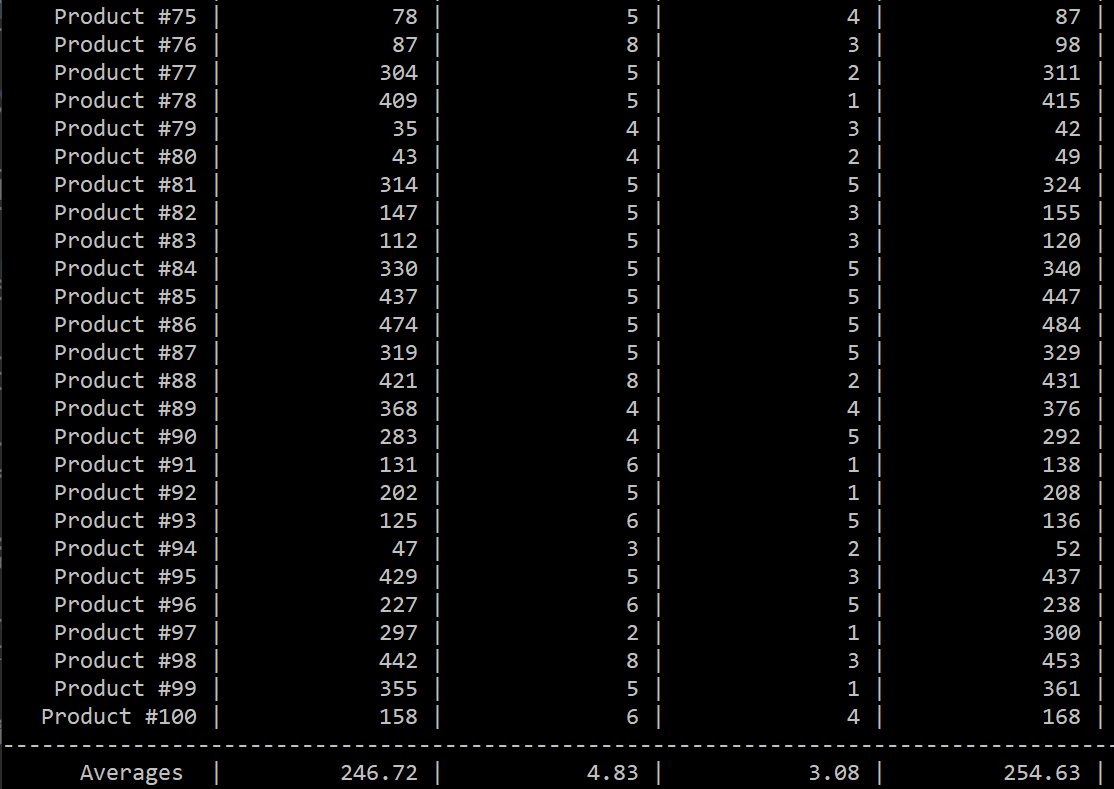 Product #75 | 78 | 5 | 4 | 87 |
Product #76 | 87 | 8 | 3 | 98 |
Product #77 | 304 | 5 | 2 | 311 |
Product #78 | 409 | 5 | 1 | 415 |
Product #79 | 35 | 4 | 3 | 42 |
Product #80 | 43 | 4 | 2 | 49 |
Product #81 | 314 | 5 | 5 | 324 |
Product #82 | 147 | 5 | 3 | 155 |
Product #83 | 112 | 5 | 3 | 120 |
Product #84 | 330 | 5 | 5 | 340 |
Product #85 | 437 | 5 | 5 | 447 |
Product #86 | 474 | 5 | 5 | 484 |
Product #87 | 319 | 5 | 5 | 329 |
Product #88 | 421 | 8 | 2 | 431 |
Product #89 | 368 | 4 | 4 | 376 |
Product #90 | 283 | 4 | 5 | 292 |
Product #91 | 131 | 6 | 1 | 138 |
Product #92 | 202 | 5 | 1 | 208 |
Product #93 | 125 | 6 | 5 | 136 |
Product #94 | 47 | 3 | 2 | 52 |
Product #95 | 429 | 5 | 3 | 437 |
Product #96 | 227 | 6 | 5 | 238 |
Product #97 | 297 | 2 | 1 | 300 |
Product #98 | 442 | 8 | 3 | 453 |
Product #99 | 355 | 5 | 1 | 361 |
Product #100 | 158 | 6 | 4 | 168 |
--------------------------------------------------------------------------------------
Averages | 246.72 | 4.83 | 3.08 | 254.63 |